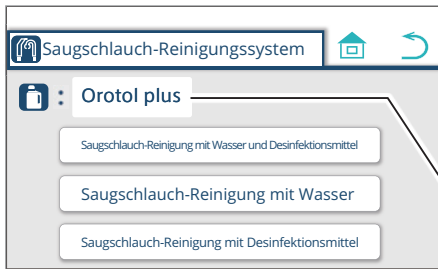 Saugschlauch-Reinigungssystem
: Orotol plus
Saugschlauch-Reinigung mit Wasser und Desinfektionsmittel
Saugschlauch-Reinigung mit Wasser
Saugschlauch-Reinigung mit Desinfektionsmittel